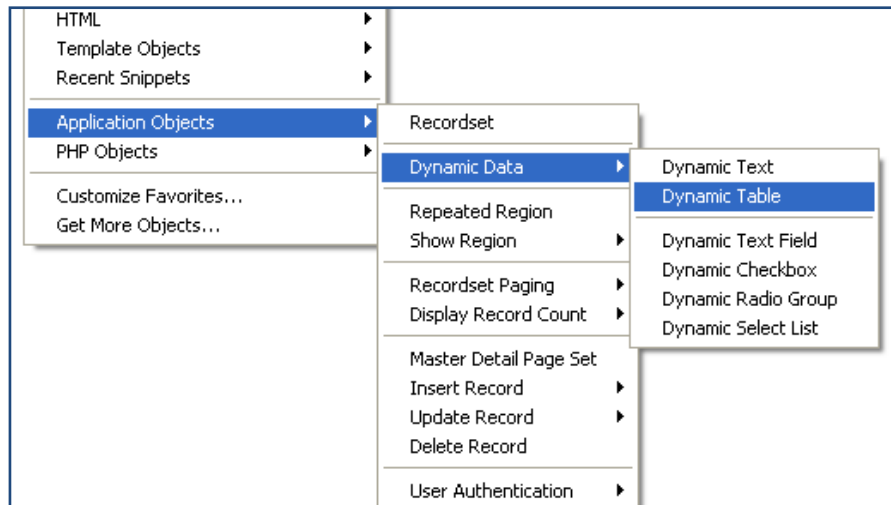 HTML
Template Objects
Recent Snippets
Application Objects
PHP Objects
Customize Favorites...
Get More Objects...
Recordset
Dynamic Data
Repeated Region
Show Region
Recordset Paging
Display Record Count
Master Detail Page Set
Insert Record
Update Record
Delete Record
User Authentication
Dynamic Text
Dynamic Table
Dynamic Text Field
Dynamic Checkbox
Dynamic Radio Group
Dynamic Select List